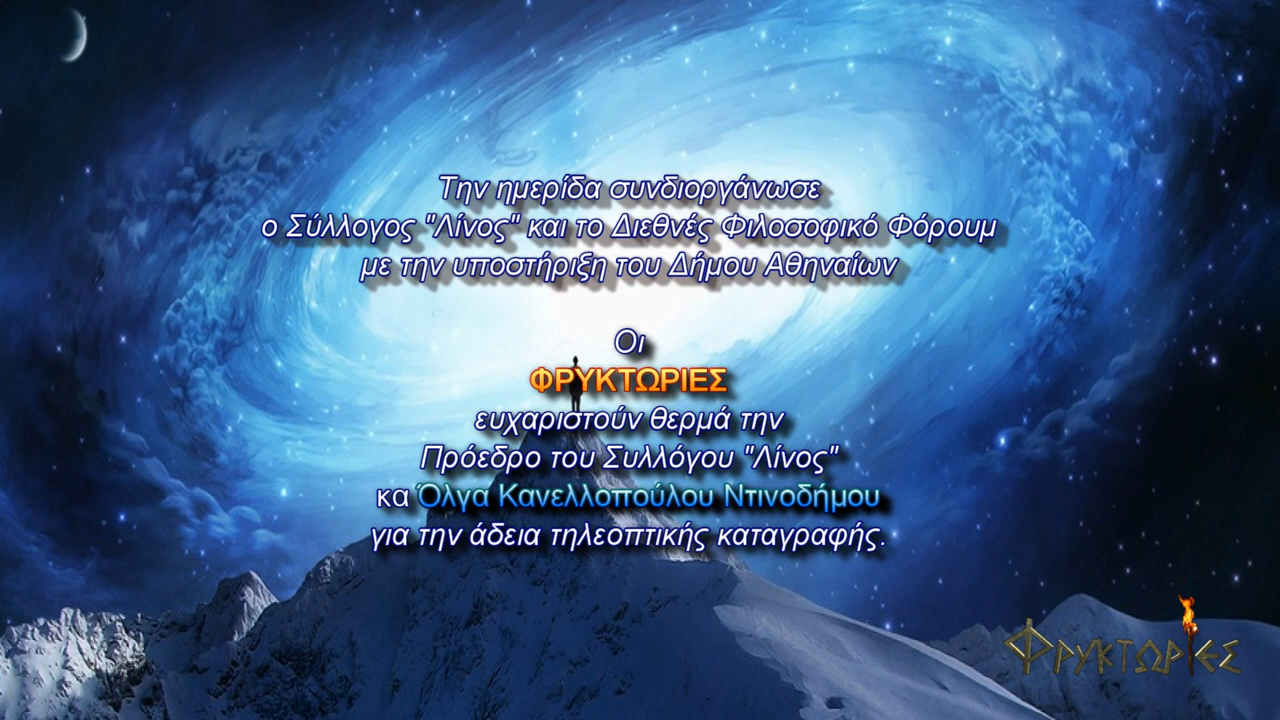 Την ημερίδα συνδιοργάνωσε
ο Σύλλογος "Λίνος" και το Διεθνές Φιλοσοφικό Φόρουμ
με την υποστήριξη του Δήμου Αθηναίων
Οι
ΦΡΥΚΤΩΡΙΕΣ
ευχαριστούν θερμά την
Πρόεδρο του Συλλόγου "Λίνος"
κα Όλγα Κανελλοπούλου Ντινοδήμου
για την άδεια τηλεοπτικής καταγραφής.
ΦΡΥΚΤΩΡΙΕΣ